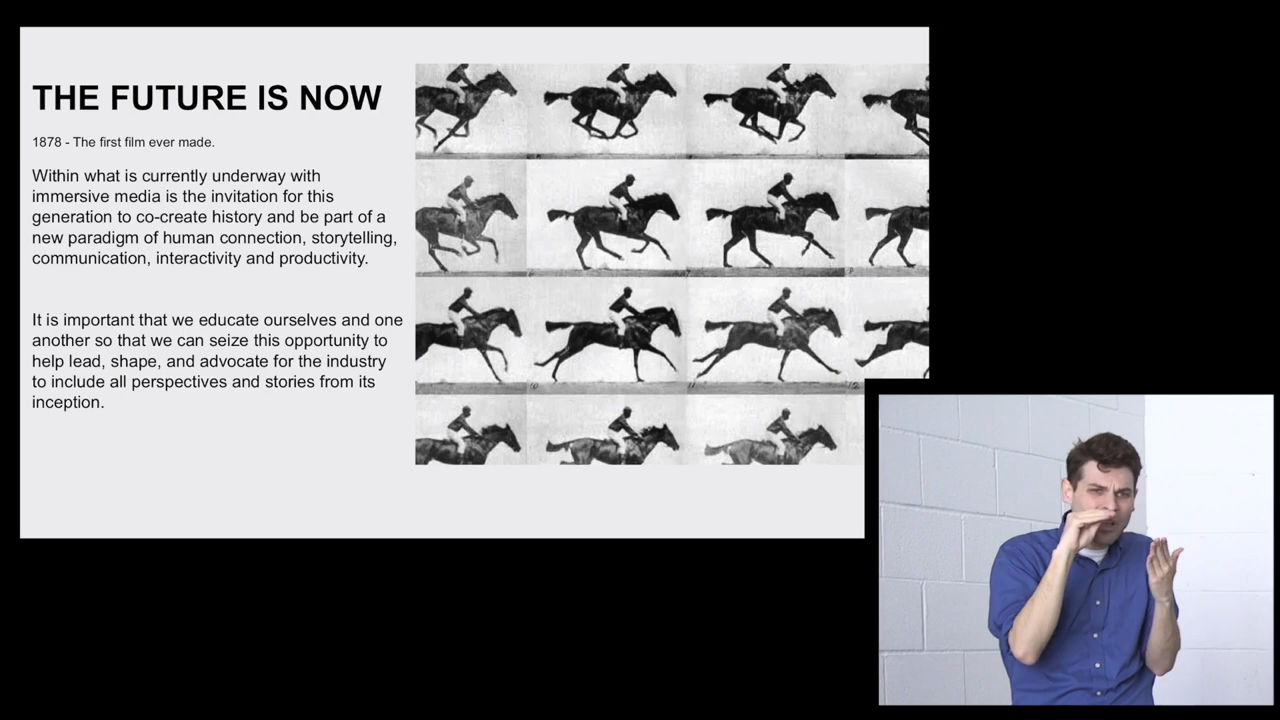 THE FUTURE IS NOW
1878 - The first film ever made.
Within what is currently underway with
immersive media is the invitation for this
generation to co-create history and be part of a
new paradigm of human connection, storytelling,
communication, interactivity and productivity.
It is important that we educate ourselves and one
another so that we can seize this opportunity to
help lead, shape, and advocate for the industry
to include all perspectives and stories from its
inception.
10
11
12